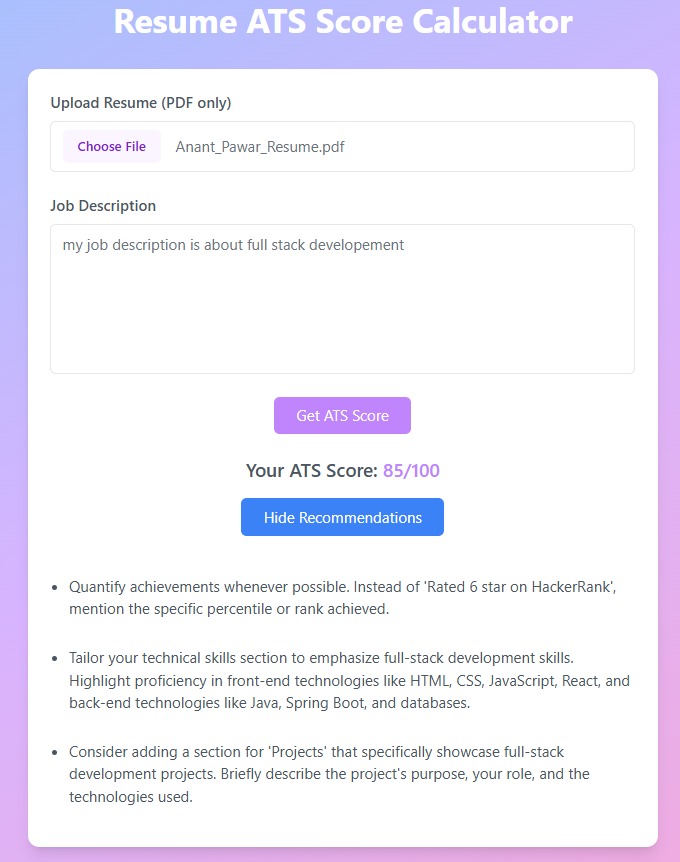 Resume ATS Score Calculator
Upload Resume (PDF only)
Choose File Anant_Pawar_Resume.pdf
Job Description
my job description is about full stack developement
Get ATS Score
Your ATS Score: 85/100
Hide Recommendations
• Quantify achievements whenever possible. Instead of 'Rated 6 star on HackerRank',
mention the specific percentile or rank achieved.
• Tailor your technical skills section to emphasize full-stack development skills.
Highlight proficiency in front-end technologies like HTML, CSS, JavaScript, React, and
back-end technologies like Java, Spring Boot, and databases.
• Consider adding a section for 'Projects' that specifically showcase full-stack
development projects. Briefly describe the project's purpose, your role, and the
technologies used.